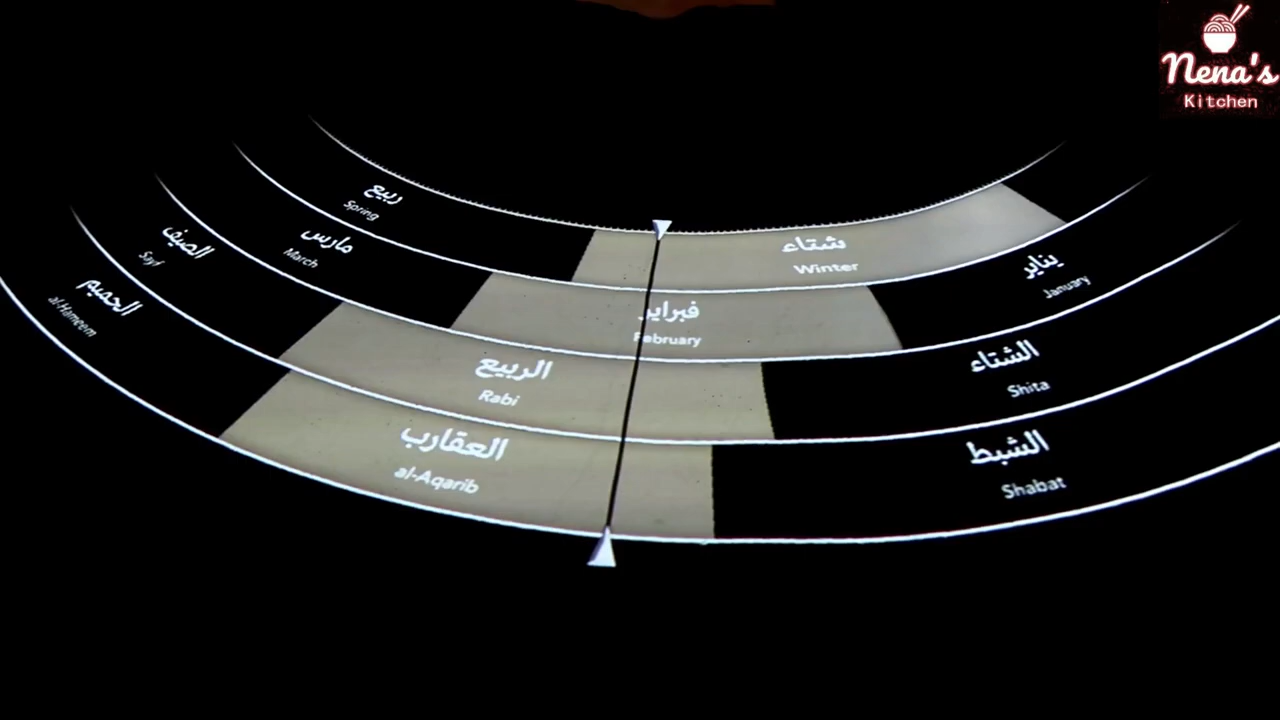 Nena's
Kitchen
ربيع
Spring
شتاء
Winter
مارس
March
فبراير
February
يناير
January
الصيف
Sayf
الربيع
Rabi
الشتاء
Shita
الحميم
al-Hameem
العقارب
al-Aqarib
الشبط
Shabat